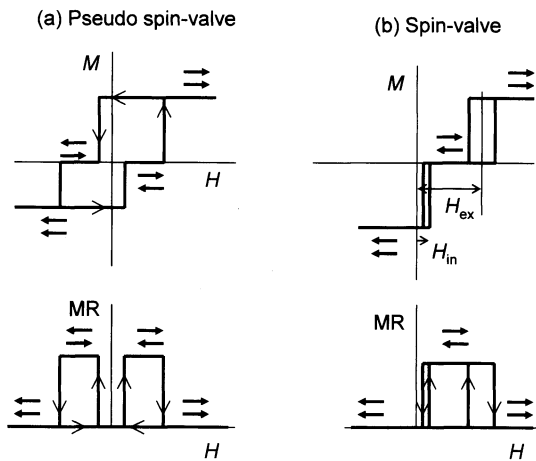 (a) Pseudo spin-valve
(b) Spin-valve
M
H
M
H
Hex
Hin
MR
H
MR
H